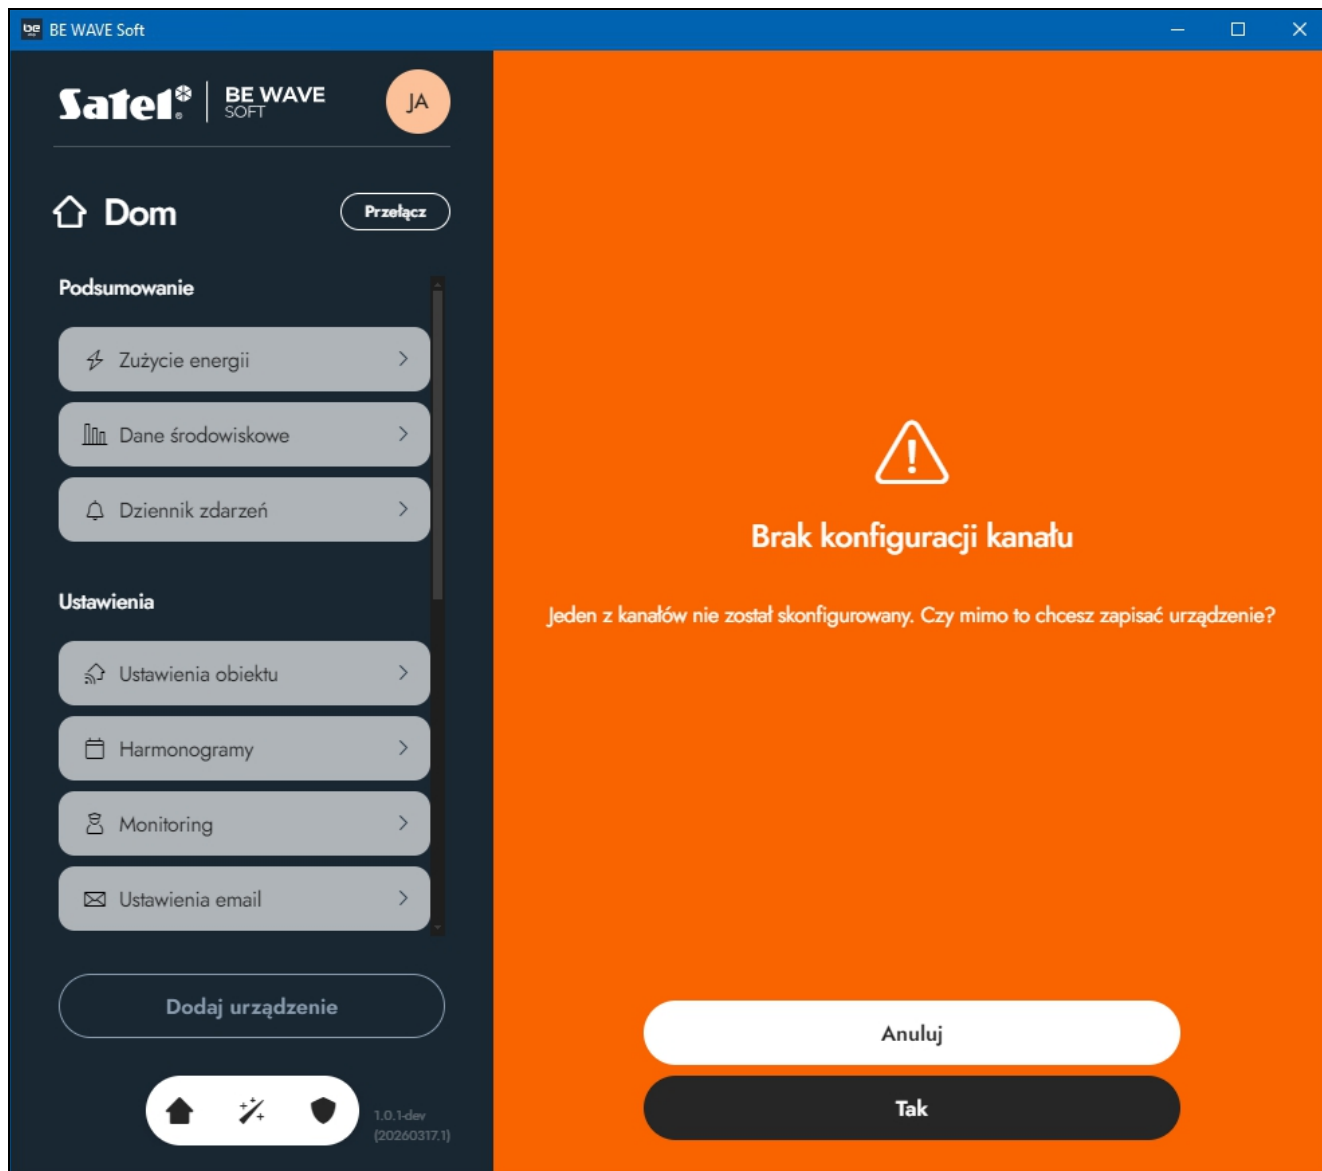 BE WAVE Soft
Satel® BE WAVE SOFT
JA
Dom
Przełącz
Podsumowanie
Zużycie energii
Dane środowiskowe
Dziennik zdarzeń
Ustawienia
Ustawienia obiektu
Harmonogramy
Monitoring
Ustawienia email
Dodaj urządzenie
1.0.1-dev
(20260317.1)
Brak konfiguracji kanału
Jeden z kanałów nie został skonfigurowany. Czy mimo to chcesz zapisać urządzenie?
Anuluj
Tak